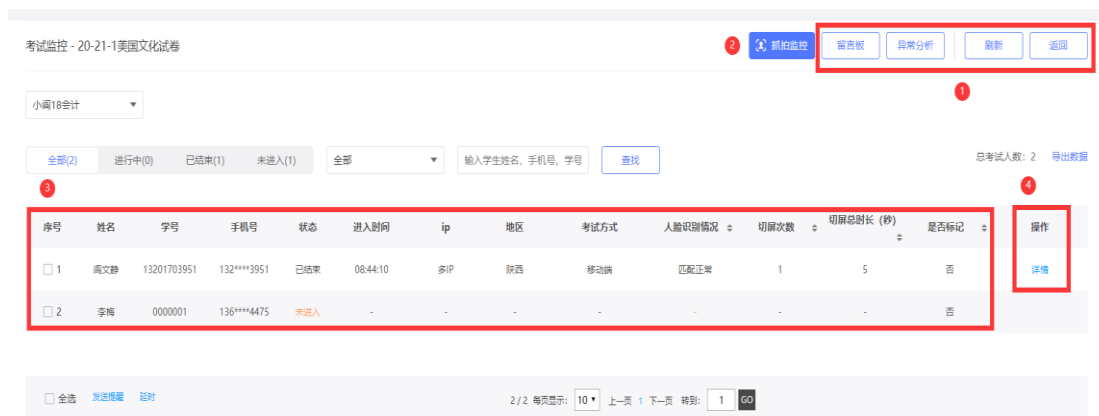 考试监控 - 20-21-1美国文化试卷 2 抓拍监控 留言板 异常分析 刷新 返回
1
小阎18会计
全部(2) 进行中(0) 已结束(1) 未进入(1) 全部 输入学生姓名、手机号、学号 查找 总考试人数: 2 导出数据
3 4
序号 姓名 学号 手机号 状态 进入时间 ip 地区 考试方式 人脸识别情况 切屏次数 切屏总时长 (秒) 是否标记 操作
1 阎文静 13201703951 132****3951 已结束 08:44:10 多IP 陕西 移动端 匹配正常 1 5 否 详情
2 李梅 0000001 136****4475 未进入 - - - - - - - 否
全选 发送提醒 延时 2 / 2 每页显示: 10 上一页 1 下一页 转到: 1 GO